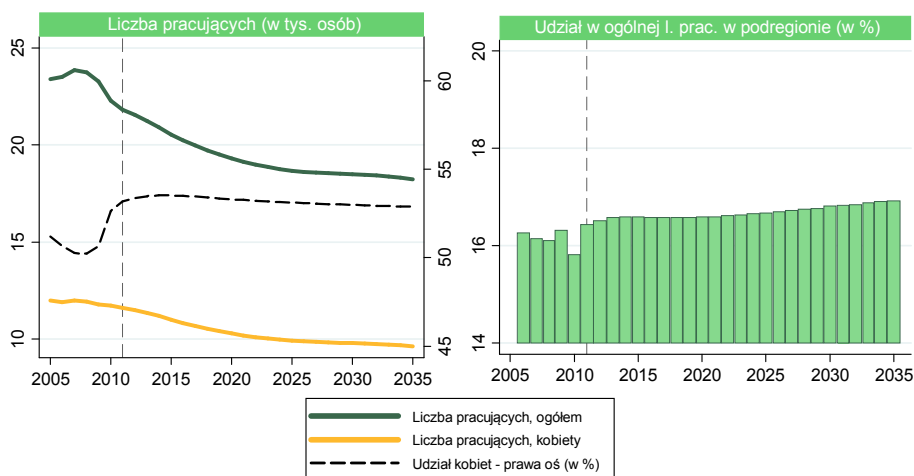 Liczba pracujących (w tys. osób)
25
20
15
10
60
55
50
45
2005 2010 2015 2020 2025 2030 2035
Udział w ogólnej l. prac. w podregionie (w %)
20
18
16
14
2005 2010 2015 2020 2025 2030 2035
Liczba pracujących, ogółem
Liczba pracujących, kobiety
Udział kobiet - prawa oś (w %)